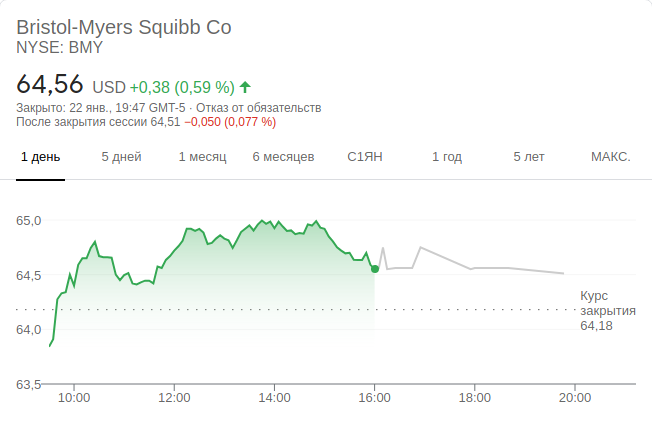 Bristol-Myers Squibb Co
NYSE: BMY
64,56 USD +0,38 (0,59 %)
Закрыто: 22 янв., 19:47 GMT-5 · Отказ от обязательств
После закрытия сессии 64,51 −0,050 (0,077 %)
1 день 5 дней 1 месяц 6 месяцев С1ЯН 1 год 5 лет МАКС.
65,0
64,5
Курс
закрытия
64,18
64,0
63,5
10:00 12:00 14:00 16:00 18:00 20:00